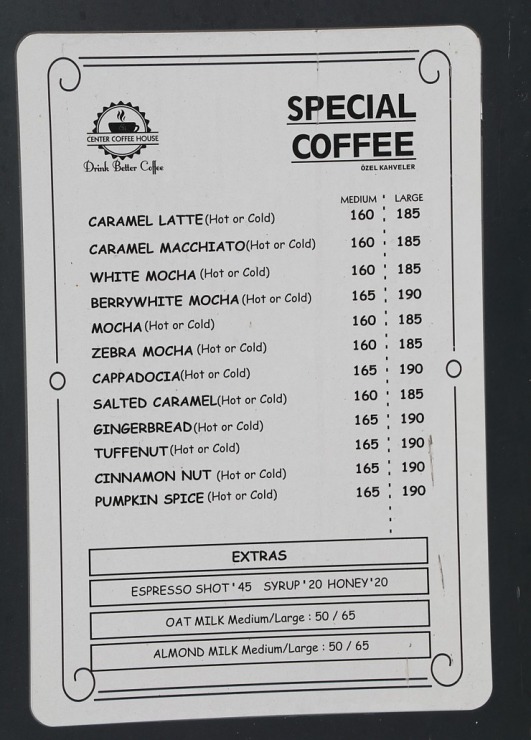 CENTER COFFEE HOUSE
Drink Better Coffee
SPECIAL
COFFEE
ÖZEL KAHVELER
MEDIUM LARGE
CARAMEL LATTE (Hot or Cold) 160 185
CARAMEL MACCHIATO (Hot or Cold) 160 185
WHITE MOCHA (Hot or Cold) 160 185
BERRYWHITE MOCHA (Hot or Cold) 165 190
MOCHA (Hot or Cold) 160 185
ZEBRA MOCHA (Hot or Cold) 160 185
CAPPADOCIA (Hot or Cold) 165 190
SALTED CARAMEL (Hot or Cold) 160 185
GINGERBREAD (Hot or Cold) 165 190
TUFFENUT (Hot or Cold) 165 190
CINNAMON NUT (Hot or Cold) 165 190
PUMPKIN SPICE (Hot or Cold) 165 190
EXTRAS
ESPRESSO SHOT ' 45 SYRUP ' 20 HONEY '20
OAT MILK Medium/Large : 50 / 65
ALMOND MILK Medium/Large : 50 / 65